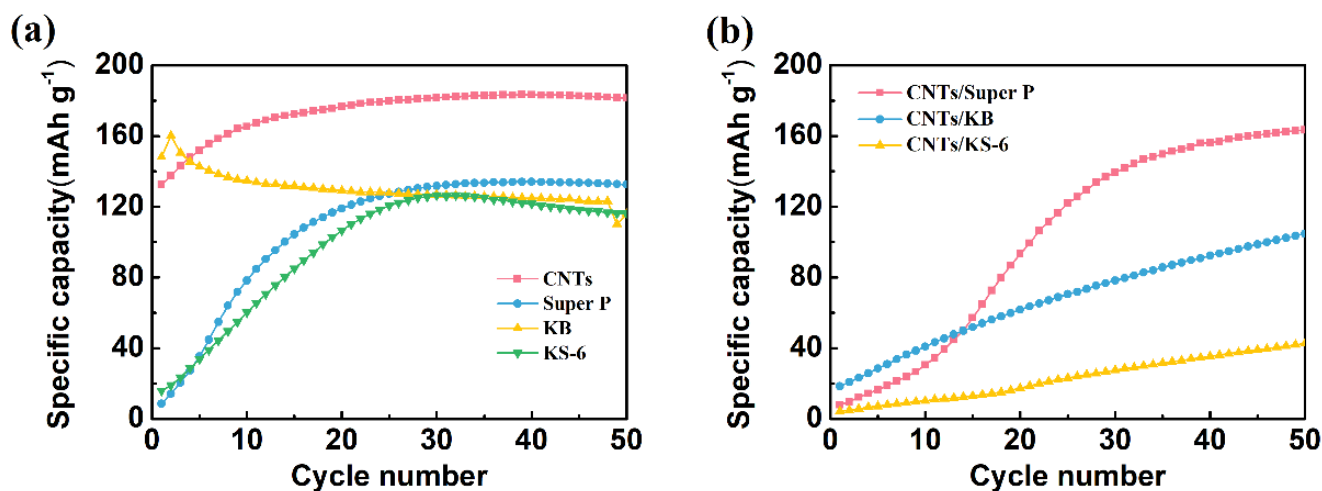 (a)
Specific capacity(mAh g⁻¹)
200
160
120
80
40
0
CNTs
Super P
KB
KS-6
0 10 20 30 40 50
Cycle number
(b)
Specific capacity(mAh g⁻¹)
200
160
120
80
40
0
CNTs/Super P
CNTs/KB
CNTs/KS-6
0 10 20 30 40 50
Cycle number